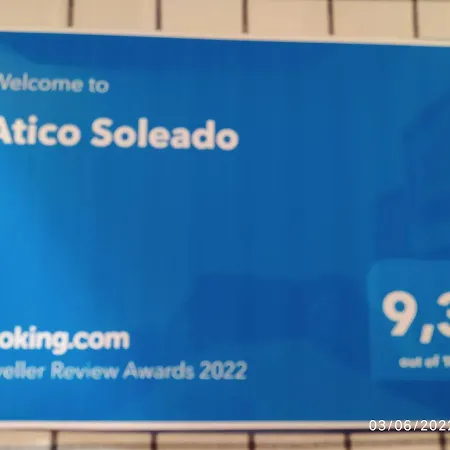 Welcome to
Atico Soleado
oking.com
veller Review Awards 2022
9,3
out of 1
03/06/2022